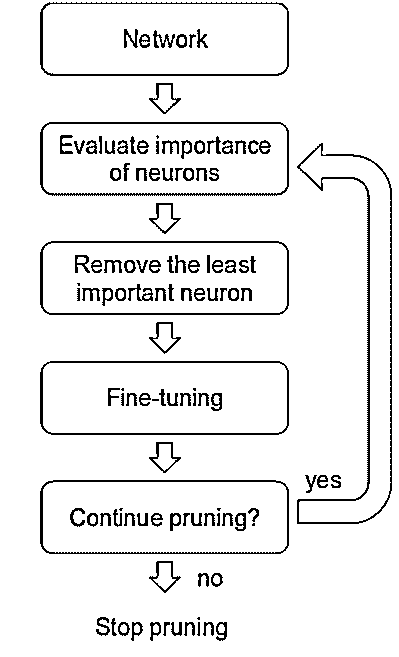 Network
Evaluate importance
of neurons
Remove the least
important neuron
Fine-tuning
Continue pruning?
yes
no
Stop pruning